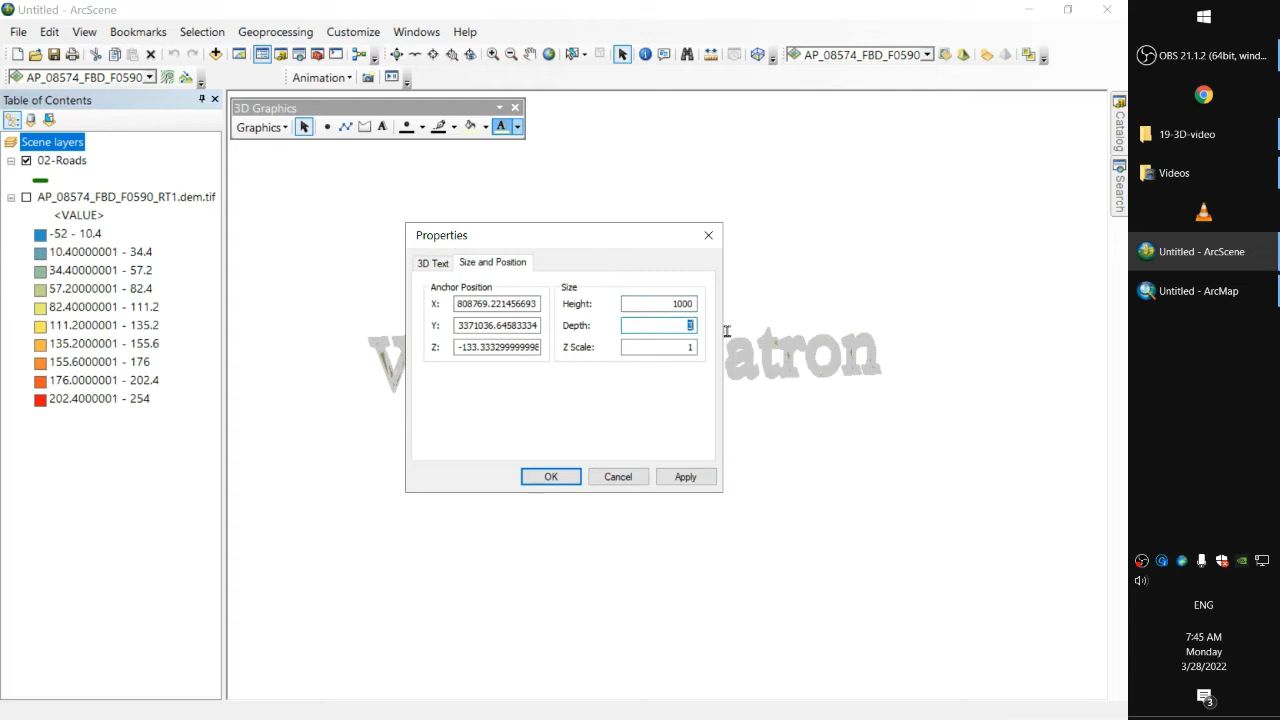 Untitled - ArcScene
File Edit View Bookmarks Selection Geoprocessing Customize Windows Help
AP_08574_FBD_F0590
AP_08574_FBD_F0590
Animation
Table of Contents
Scene layers
02-Roads
AP_08574_FBD_F0590_RT1.dem.tif
<VALUE>
-52 - 10.4
10.40000001 - 34.4
34.40000001 - 57.2
57.20000001 - 82.4
82.40000001 - 111.2
111.2000001 - 135.2
135.2000001 - 155.6
155.6000001 - 176
176.0000001 - 202.4
202.4000001 - 254
3D Graphics
Graphics
A
A
Properties
3D Text Size and Position
Anchor Position
X: 808769.221456693
Y: 3371036.64583334
Z: -133.333299999998
Size
Height: 1000
Depth:
Z Scale: 1
OK Cancel Apply
atron
Catalog
Search
OBS 21.1.2 (64bit, wind...
19-3D-video
Videos
Untitled - ArcScene
Untitled - ArcMap
ENG
7:45 AM
Monday
3/28/2022
3